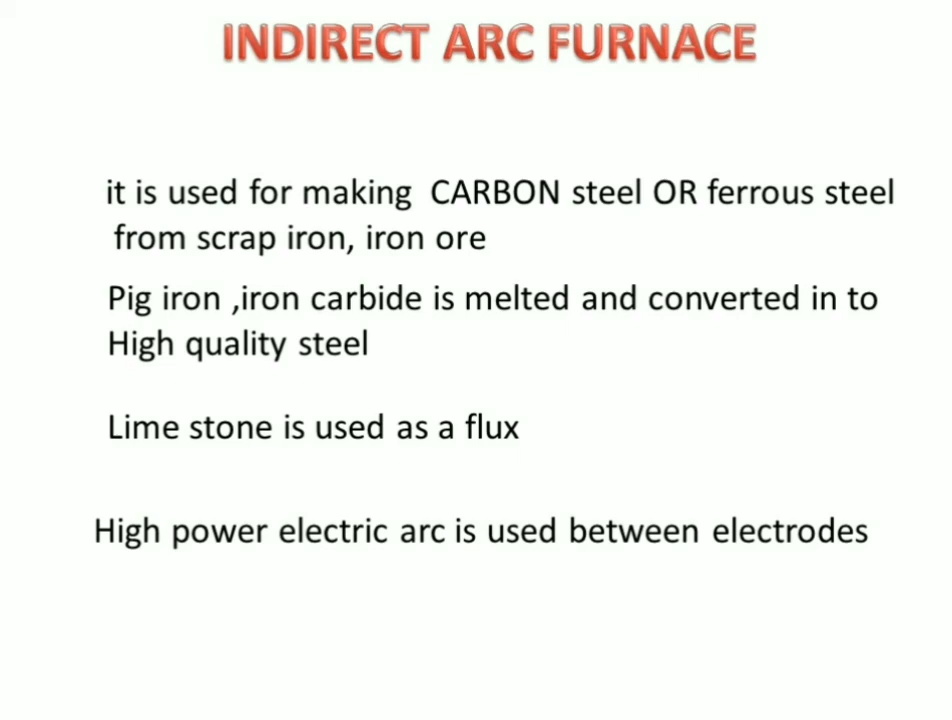 INDIRECT ARC FURNACE
it is used for making CARBON steel OR ferrous steel
from scrap iron, iron ore
Pig iron ,iron carbide is melted and converted in to
High quality steel
Lime stone is used as a flux
High power electric arc is used between electrodes